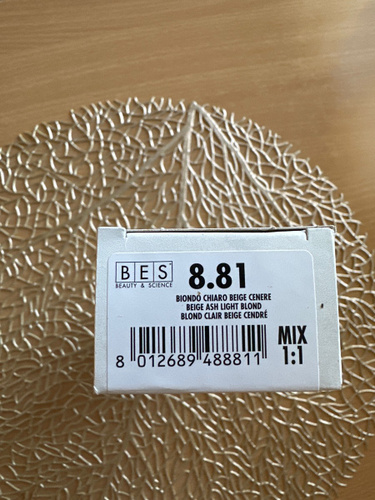 BES
BEAUTY & SCIENCE
8.81
BIONDO CHIARO BEIGE CENERE
BEIGE ASH LIGHT BLOND
BLOND CLAIR BEIGE CENDRÉ
8 012689 488811
MIX
1:1